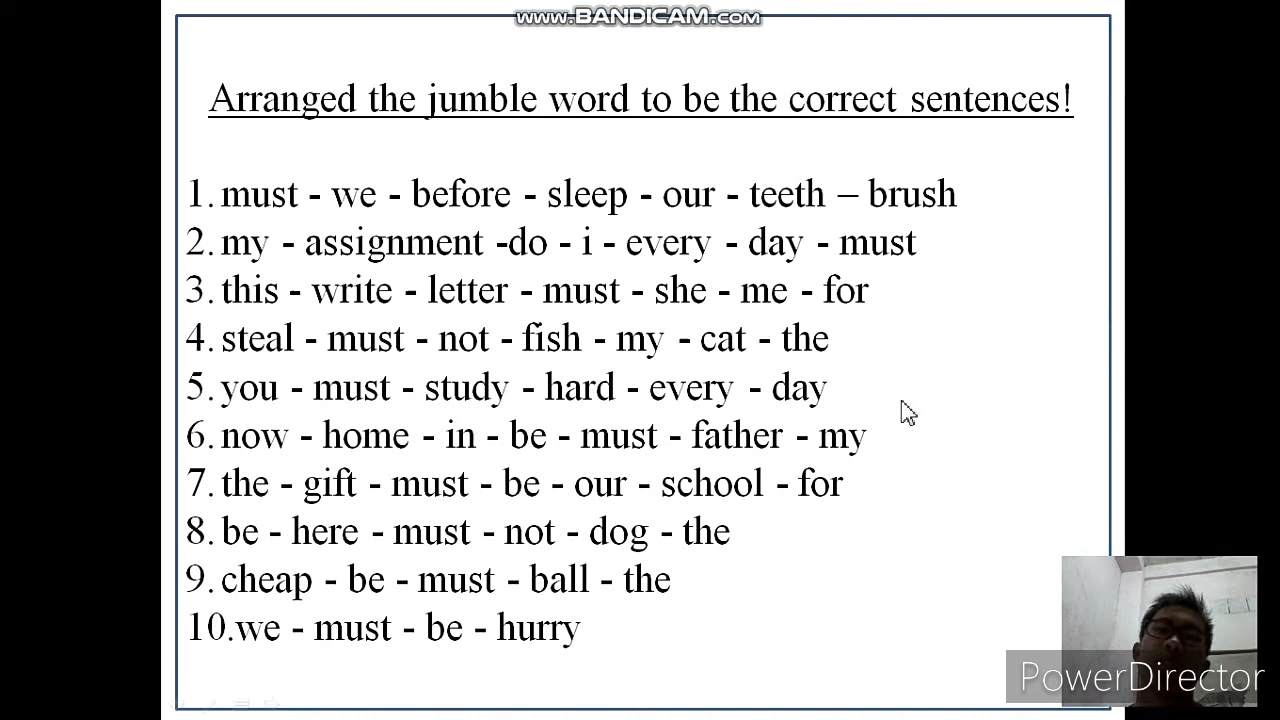 www.BANDICAM.com
Arranged the jumble word to be the correct sentences!
1. must - we - before - sleep - our - teeth – brush
2. my - assignment -do - i - every - day - must
3. this - write - letter - must - she - me - for
4. steal - must - not - fish - my - cat - the
5. you - must - study - hard - every - day
6. now - home - in - be - must - father - my
7. the - gift - must - be - our - school - for
8. be - here - must - not - dog - the
9. cheap - be - must - ball - the
10.we - must - be - hurry
PowerDirector